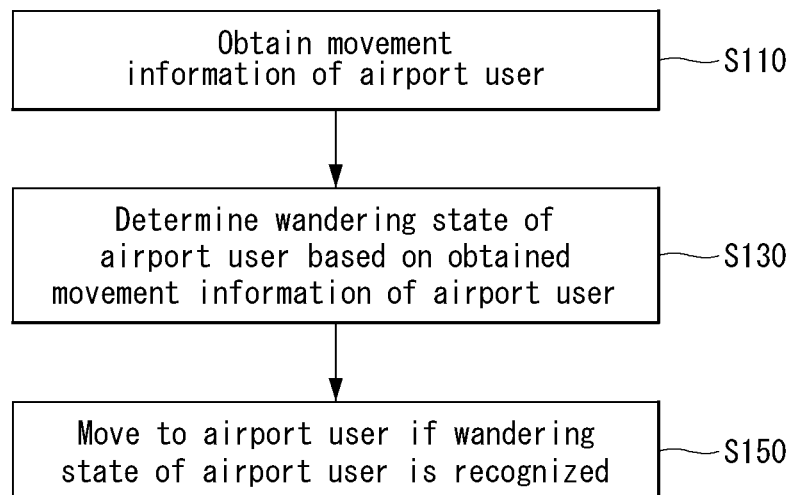 Obtain movement
information of airport user
S110
Determine wandering state of
airport user based on obtained
movement information of airport user
S130
Move to airport user if wandering
state of airport user is recognized
S150